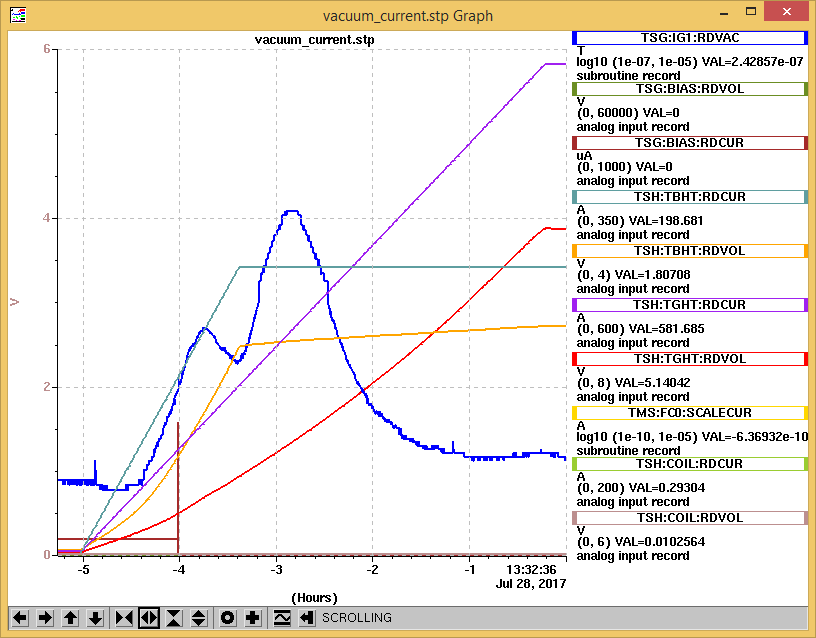 vacuum_current.stp Graph
vacuum_current.stp
6
4
2
0
V
-5
-4
-3
-2
-1
13:32:36
Jul 28, 2017
(Hours)
TSG:IG1:RDVAC
T
log10 (1e-07, 1e-05) VAL=2.42857e-07
subroutine record
TSG:BIAS:RDVOL
V
(0, 60000) VAL=0
analog input record
TSG:BIAS:RDCUR
uA
(0, 1000) VAL=0
analog input record
TSH:TBHT:RDCUR
A
(0, 350) VAL=198.681
analog input record
TSH:TBHT:RDVOL
V
(0, 4) VAL=1.80708
analog input record
TSH:TGHT:RDCUR
A
(0, 600) VAL=581.685
analog input record
TSH:TGHT:RDVOL
V
(0, 8) VAL=5.14042
analog input record
TMS:FC0:SCALECUR
A
log10 (1e-10, 1e-05) VAL=-6.36932e-10
subroutine record
TSH:COIL:RDCUR
A
(0, 200) VAL=0.29304
analog input record
TSH:COIL:RDVOL
V
(0, 6) VAL=0.0102564
analog input record
SCROLLING